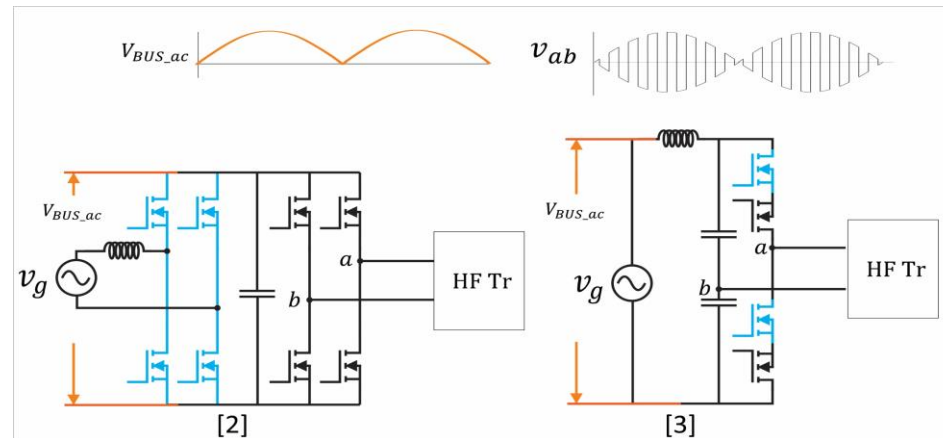 V_BUS_ac
v_ab
V_BUS_ac
v_g
a
b
HF Tr
[2]
V_BUS_ac
v_g
a
b
HF Tr
[3]